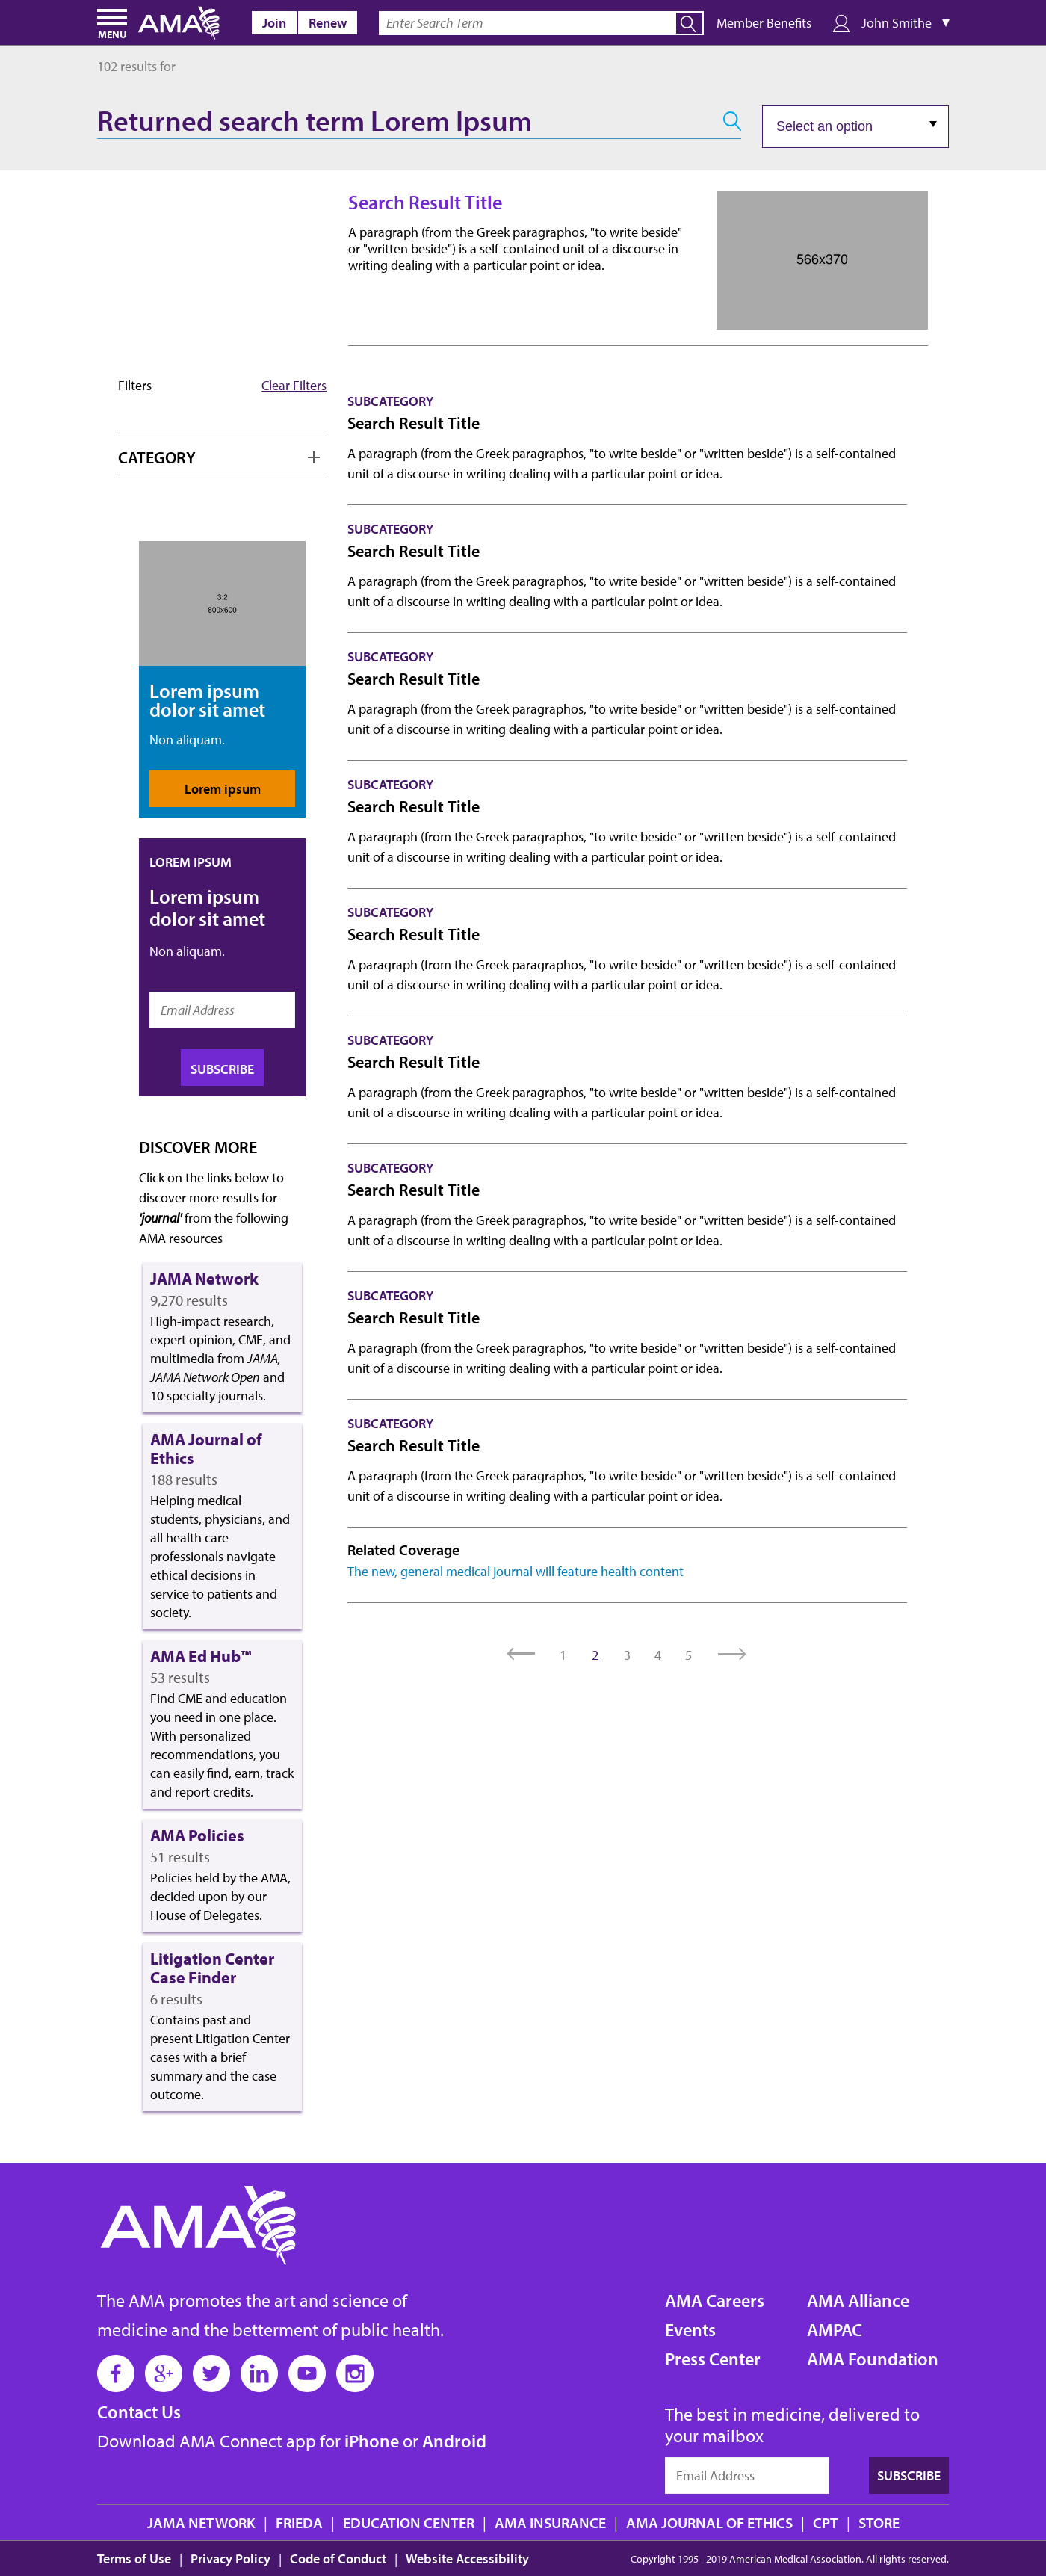 MENU
AMA
Join
Renew
Enter Search Term
Member Benefits
John Smithe
102 results for
Returned search term Lorem Ipsum
Select an option
Search Result Title
A paragraph (from the Greek paragraphos, "to write beside"
or "written beside") is a self-contained unit of a discourse in
writing dealing with a particular point or idea.
566x370
Filters
Clear Filters
CATEGORY
3:2
800x600
Lorem ipsum
dolor sit amet
Non aliquam.
Lorem ipsum
LOREM IPSUM
Lorem ipsum
dolor sit amet
Non aliquam.
Email Address
SUBSCRIBE
DISCOVER MORE
Click on the links below to
discover more results for
'journal' from the following
AMA resources
JAMA Network
9,270 results
High-impact research,
expert opinion, CME, and
multimedia from JAMA,
JAMA Network Open and
10 specialty journals.
AMA Journal of
Ethics
188 results
Helping medical
students, physicians, and
all health care
professionals navigate
ethical decisions in
service to patients and
society.
AMA Ed Hub™
53 results
Find CME and education
you need in one place.
With personalized
recommendations, you
can easily find, earn, track
and report credits.
AMA Policies
51 results
Policies held by the AMA,
decided upon by our
House of Delegates.
Litigation Center
Case Finder
6 results
Contains past and
present Litigation Center
cases with a brief
summary and the case
outcome.
SUBCATEGORY
Search Result Title
A paragraph (from the Greek paragraphos, "to write beside" or "written beside") is a self-contained
unit of a discourse in writing dealing with a particular point or idea.
SUBCATEGORY
Search Result Title
A paragraph (from the Greek paragraphos, "to write beside" or "written beside") is a self-contained
unit of a discourse in writing dealing with a particular point or idea.
SUBCATEGORY
Search Result Title
A paragraph (from the Greek paragraphos, "to write beside" or "written beside") is a self-contained
unit of a discourse in writing dealing with a particular point or idea.
SUBCATEGORY
Search Result Title
A paragraph (from the Greek paragraphos, "to write beside" or "written beside") is a self-contained
unit of a discourse in writing dealing with a particular point or idea.
SUBCATEGORY
Search Result Title
A paragraph (from the Greek paragraphos, "to write beside" or "written beside") is a self-contained
unit of a discourse in writing dealing with a particular point or idea.
SUBCATEGORY
Search Result Title
A paragraph (from the Greek paragraphos, "to write beside" or "written beside") is a self-contained
unit of a discourse in writing dealing with a particular point or idea.
SUBCATEGORY
Search Result Title
A paragraph (from the Greek paragraphos, "to write beside" or "written beside") is a self-contained
unit of a discourse in writing dealing with a particular point or idea.
SUBCATEGORY
Search Result Title
A paragraph (from the Greek paragraphos, "to write beside" or "written beside") is a self-contained
unit of a discourse in writing dealing with a particular point or idea.
SUBCATEGORY
Search Result Title
A paragraph (from the Greek paragraphos, "to write beside" or "written beside") is a self-contained
unit of a discourse in writing dealing with a particular point or idea.
Related Coverage
The new, general medical journal will feature health content
1 2 3 4 5
AMA
The AMA promotes the art and science of
medicine and the betterment of public health.
Contact Us
Download AMA Connect app for iPhone or Android
AMA Careers
Events
Press Center
AMA Alliance
AMPAC
AMA Foundation
The best in medicine, delivered to
your mailbox
Email Address
SUBSCRIBE
JAMA NETWORK | FRIEDA | EDUCATION CENTER | AMA INSURANCE | AMA JOURNAL OF ETHICS | CPT | STORE
Terms of Use | Privacy Policy | Code of Conduct | Website Accessibility
Copyright 1995 - 2019 American Medical Association. All rights reserved.